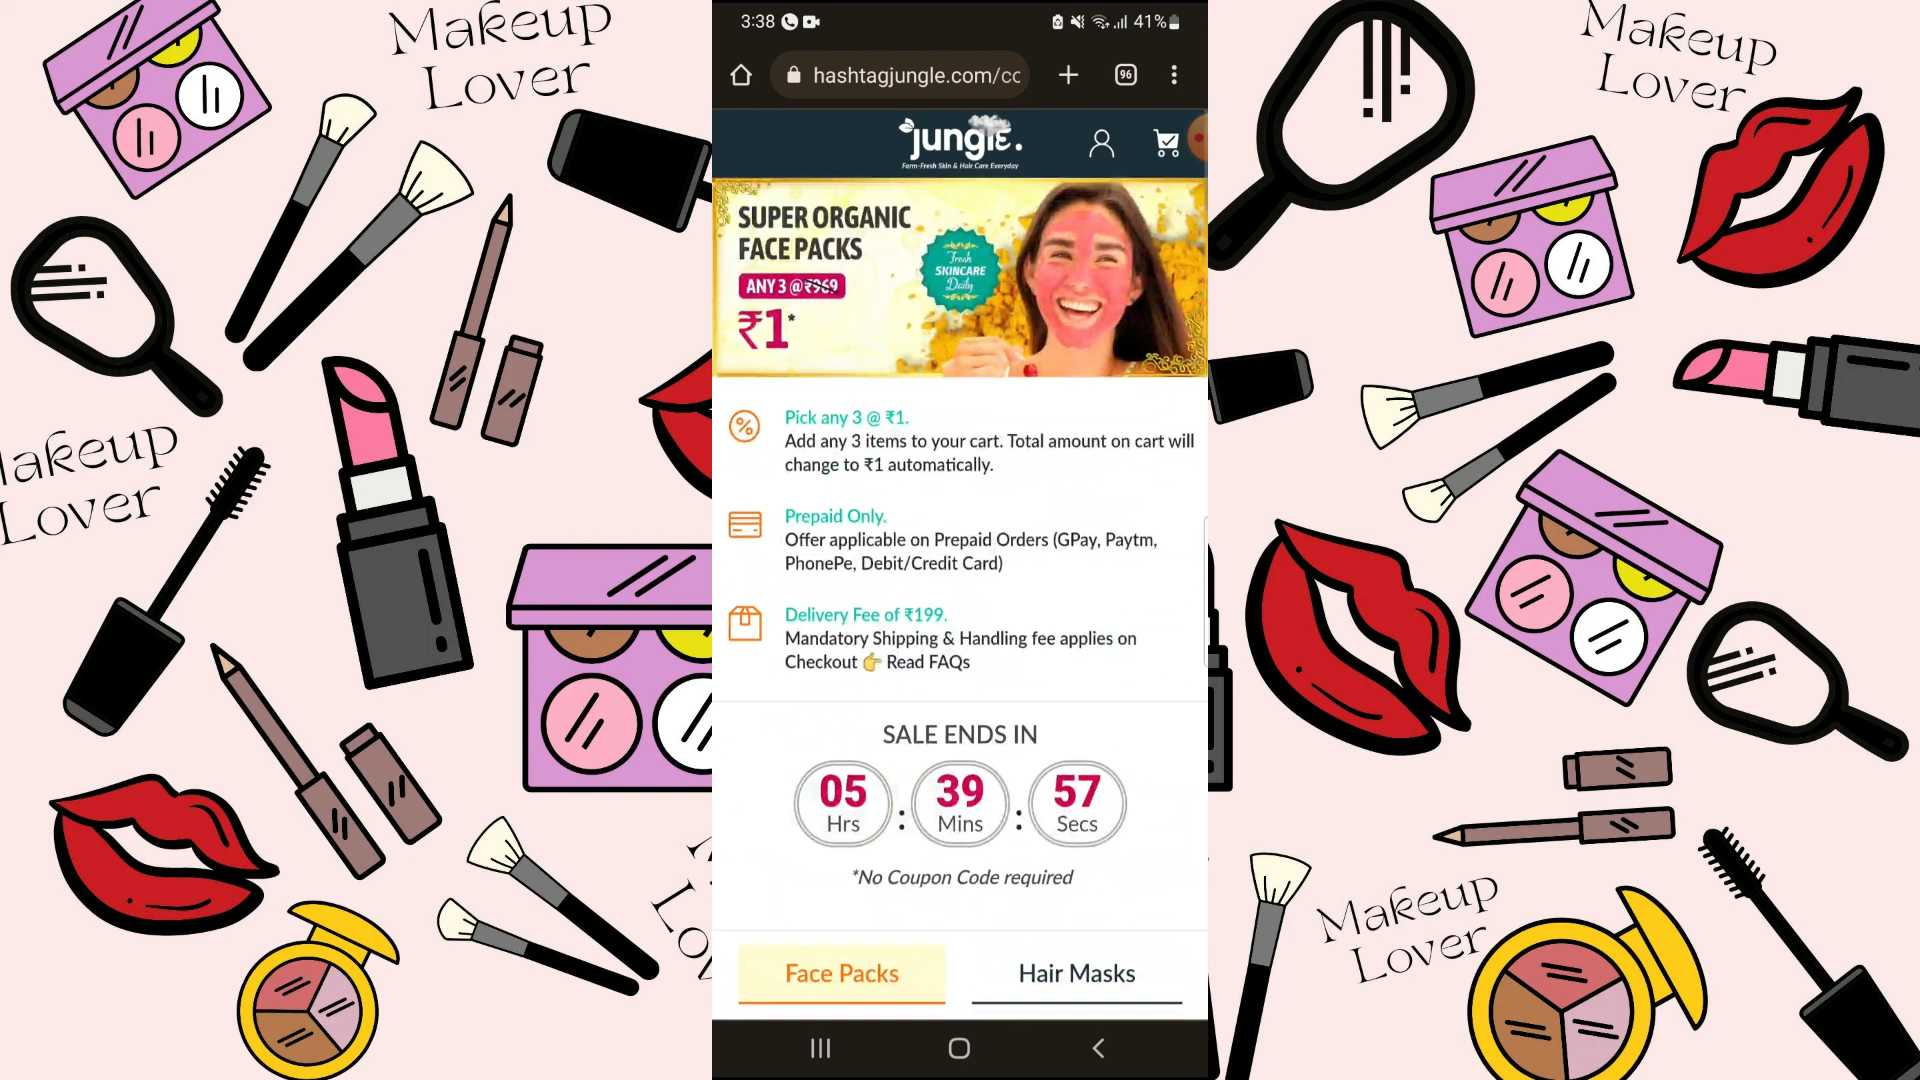 Makeup
Lover
Makeup
Lover
Makeup
Lover
Makeup
Lover
3:38
41%
hashtagjungle.com/cc
96
jungle.
Farm-Fresh Skin & Hair Care Everyday
SUPER ORGANIC
FACE PACKS
ANY 3 @ ₹969
₹1*
Fresh
SKINCARE
Daily
Pick any 3 @ ₹1.
Add any 3 items to your cart. Total amount on cart will
change to ₹1 automatically.
Prepaid Only.
Offer applicable on Prepaid Orders (GPay, Paytm,
PhonePe, Debit/Credit Card)
Delivery Fee of ₹199.
Mandatory Shipping & Handling fee applies on
Checkout 👉 Read FAQs
SALE ENDS IN
05 : 39 : 57
Hrs Mins Secs
*No Coupon Code required
Face Packs Hair Masks